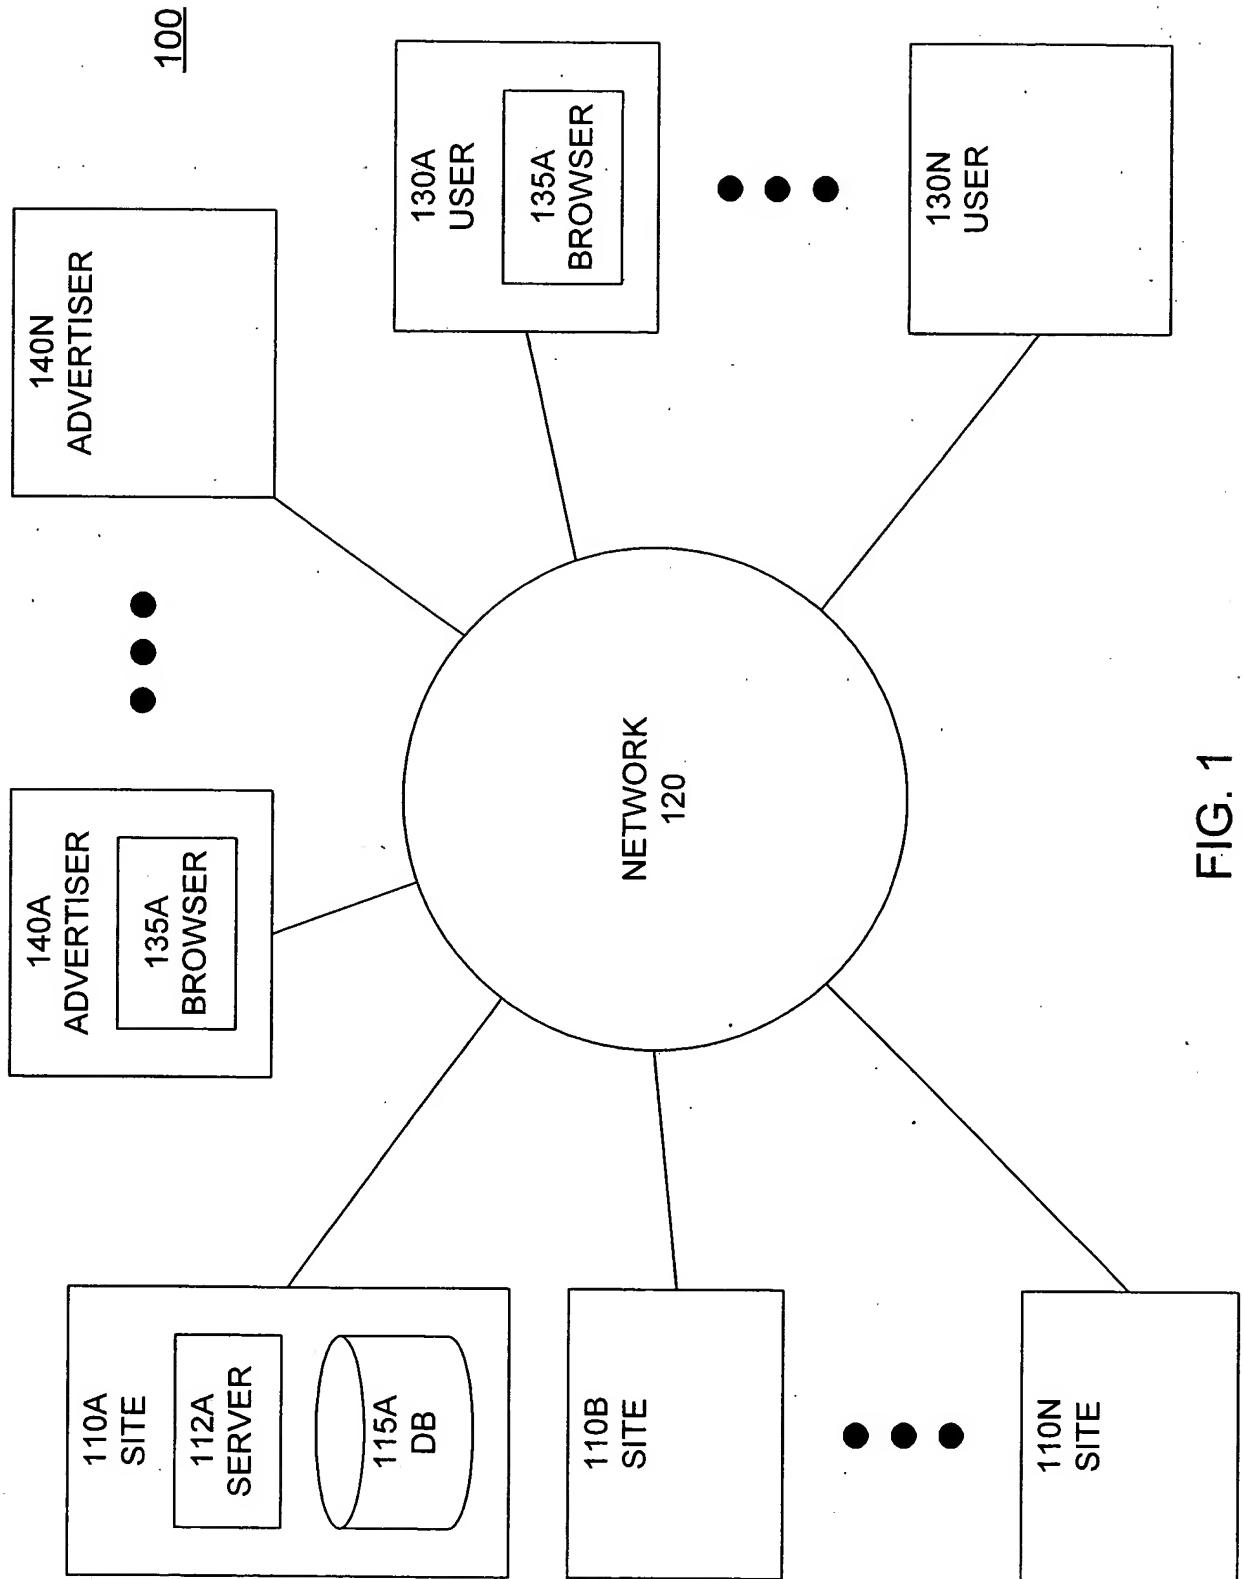 100
140A
ADVERTISER
135A
BROWSER
140N
ADVERTISER
110A
SITE
112A
SERVER
115A
DB
110B
SITE
110N
SITE
NETWORK
120
130A
USER
135A
BROWSER
130N
USER
FIG. 1